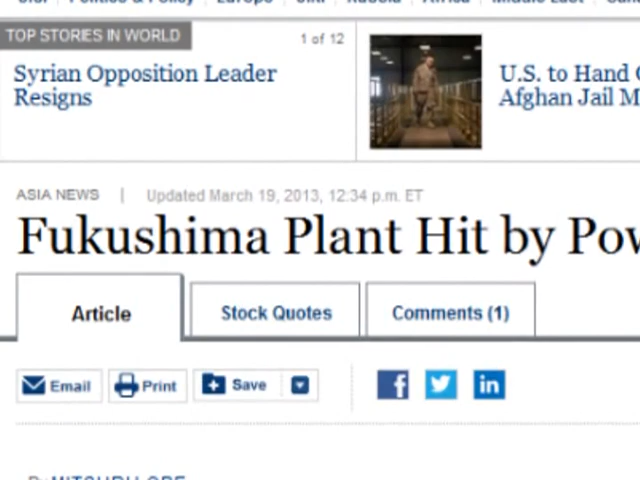 TOP STORIES IN WORLD
1 of 12
Syrian Opposition Leader
Resigns
U.S. to Hand
Afghan Jail
ASIA NEWS | Updated March 19, 2013, 12:34 p.m. ET
Fukushima Plant Hit by
Article
Stock Quotes
Comments (1)
Email
Print
Save